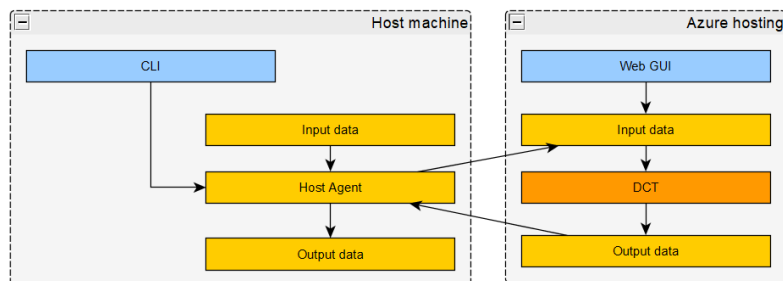 Host machine
CLI
Input data
Host Agent
Output data
Azure hosting
Web GUI
Input data
DCT
Output data